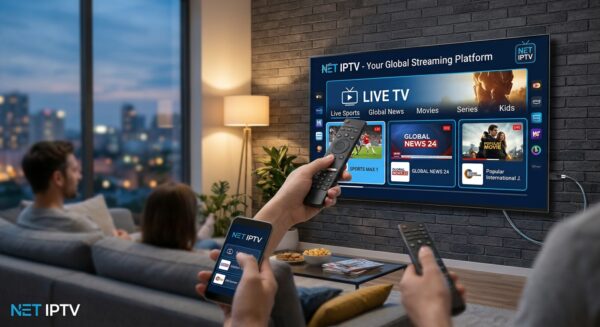 NET IPTV - Your Global Streaming Platform
NET
IPTV
LIVE TV
Live Sports Global News Movies Series Kids
SPORTS MAX 1
GLOBAL
NEWS 24
GLOBAL NEWS 24
MOVIE
Popular
International J.
NET IPTV
NET IPTV